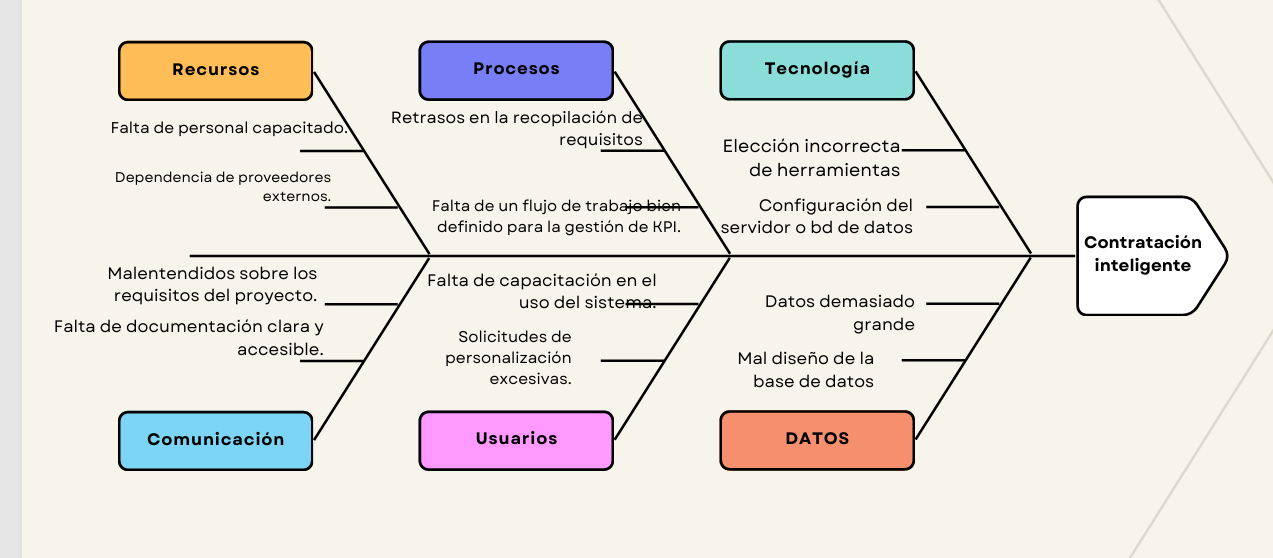 Recursos
Procesos
Tecnología
Falta de personal capacitado.
Dependencia de proveedores
externos.
Retrasos en la recopilación de
requisitos
Falta de un flujo de trabajo bien
definido para la gestión de KPI.
Elección incorrecta
de herramientas
Configuración del
servidor o bd de datos
Contratación
inteligente
Malentendidos sobre los
requisitos del proyecto.
Falta de documentación clara y
accesible.
Falta de capacitación en el
uso del sistema.
Solicitudes de
personalización
excesivas.
Datos demasiado
grande
Mal diseño de la
base de datos
Comunicación
Usuarios
DATOS